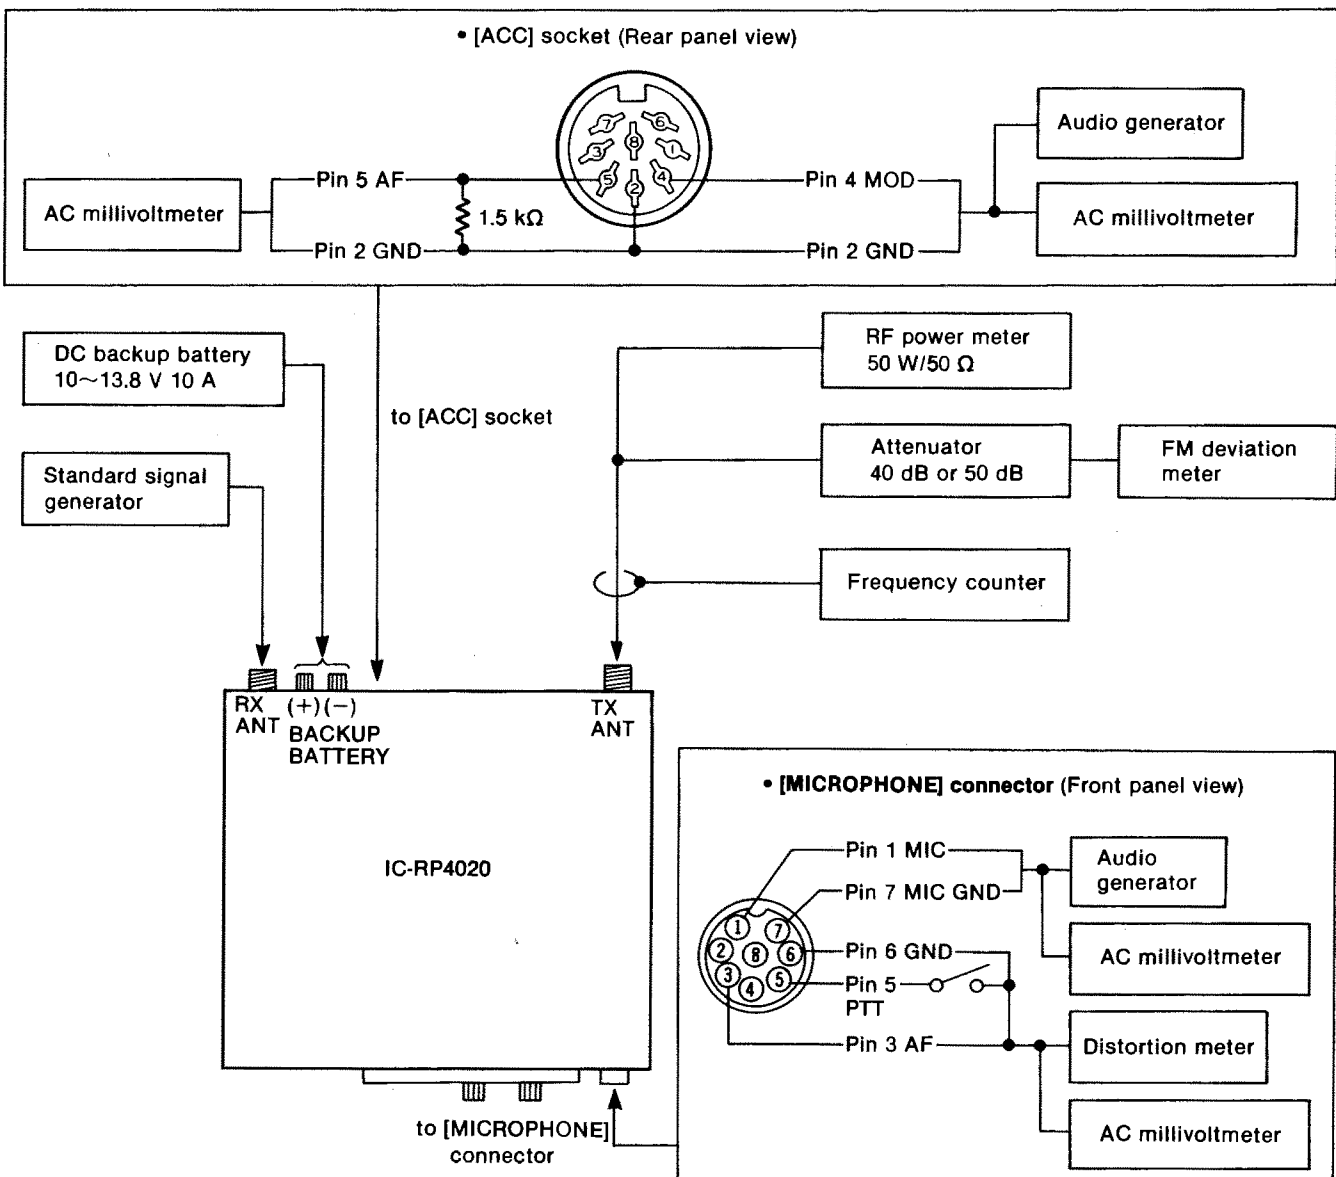 • [ACC] socket (Rear panel view)
7
6
8
3
1
5
4
2
Audio generator
Pin 5 AF
Pin 4 MOD
AC millivoltmeter
1.5 kΩ
AC millivoltmeter
Pin 2 GND
Pin 2 GND
DC backup battery
10~13.8 V 10 A
RF power meter
50 W/50 Ω
to [ACC] socket
Standard signal
generator
Attenuator
40 dB or 50 dB
FM deviation
meter
Frequency counter
RX
ANT
(+) (−)
BACKUP
BATTERY
TX
ANT
IC-RP4020
• [MICROPHONE] connector (Front panel view)
Pin 1 MIC
Audio
generator
Pin 7 MIC GND
1
7
2
8
6
3
5
4
Pin 6 GND
AC millivoltmeter
Pin 5
PTT
Pin 3 AF
Distortion meter
AC millivoltmeter
to [MICROPHONE]
connector